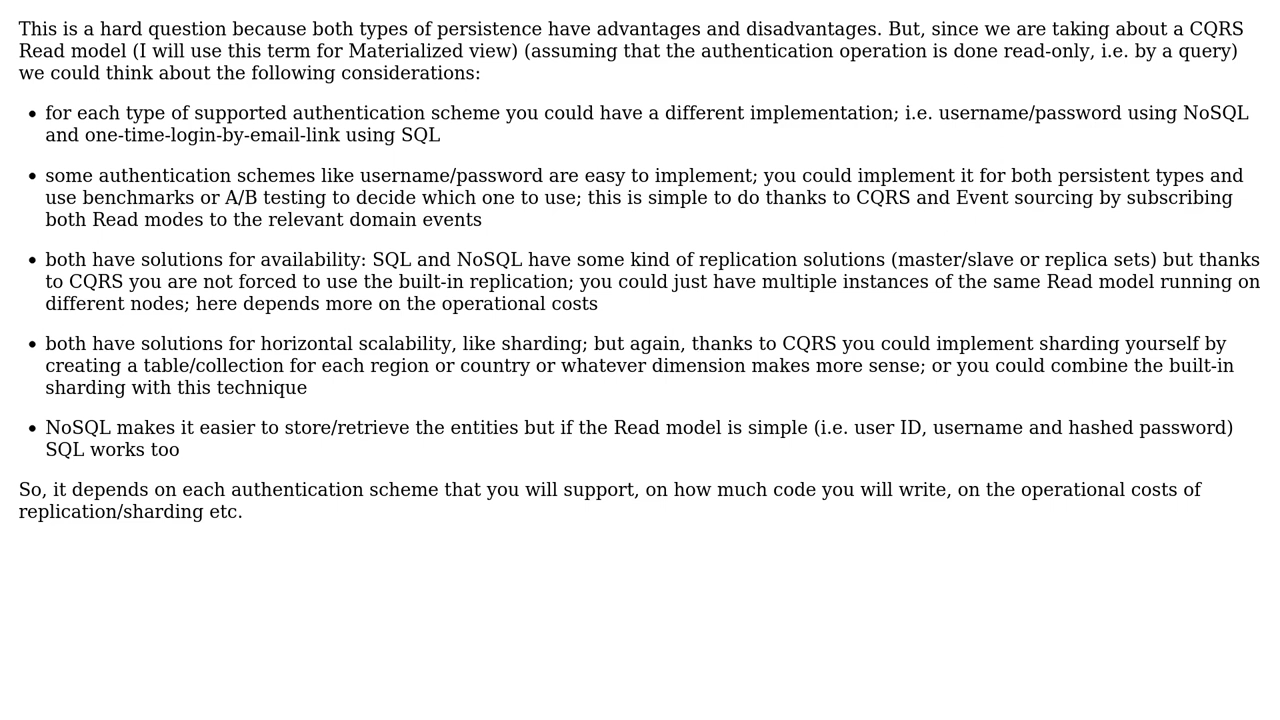 This is a hard question because both types of persistence have advantages and disadvantages. But, since we are taking about a CQRS
Read model (I will use this term for Materialized view) (assuming that the authentication operation is done read-only, i.e. by a query)
we could think about the following considerations:
• for each type of supported authentication scheme you could have a different implementation; i.e. username/password using NoSQL
and one-time-login-by-email-link using SQL
• some authentication schemes like username/password are easy to implement; you could implement it for both persistent types and
use benchmarks or A/B testing to decide which one to use; this is simple to do thanks to CQRS and Event sourcing by subscribing
both Read modes to the relevant domain events
• both have solutions for availability: SQL and NoSQL have some kind of replication solutions (master/slave or replica sets) but thanks
to CQRS you are not forced to use the built-in replication; you could just have multiple instances of the same Read model running on
different nodes; here depends more on the operational costs
• both have solutions for horizontal scalability, like sharding; but again, thanks to CQRS you could implement sharding yourself by
creating a table/collection for each region or country or whatever dimension makes more sense; or you could combine the built-in
sharding with this technique
• NoSQL makes it easier to store/retrieve the entities but if the Read model is simple (i.e. user ID, username and hashed password)
SQL works too
So, it depends on each authentication scheme that you will support, on how much code you will write, on the operational costs of
replication/sharding etc.